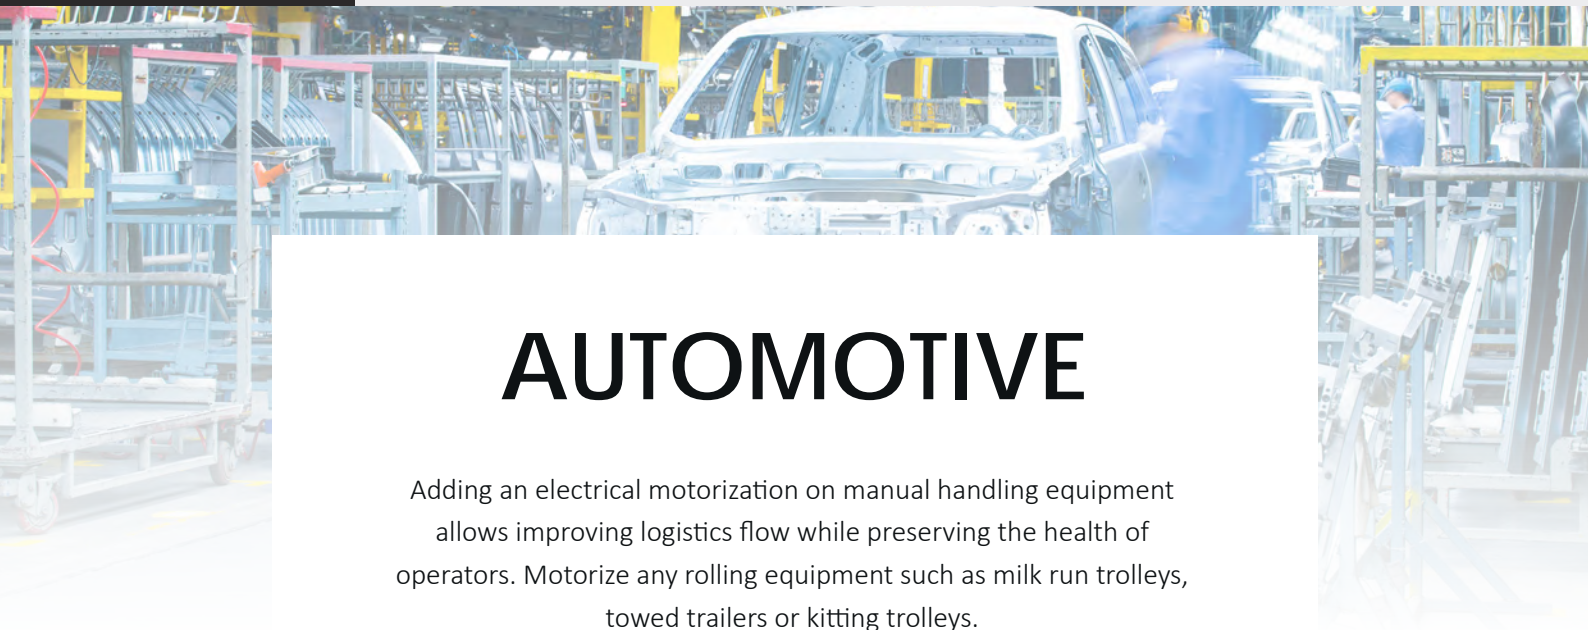 AUTOMOTIVE
Adding an electrical motorization on manual handling equipment
allows improving logistics flow while preserving the health of
operators. Motorize any rolling equipment such as milk run trolleys,
towed trailers or kitting trolleys.